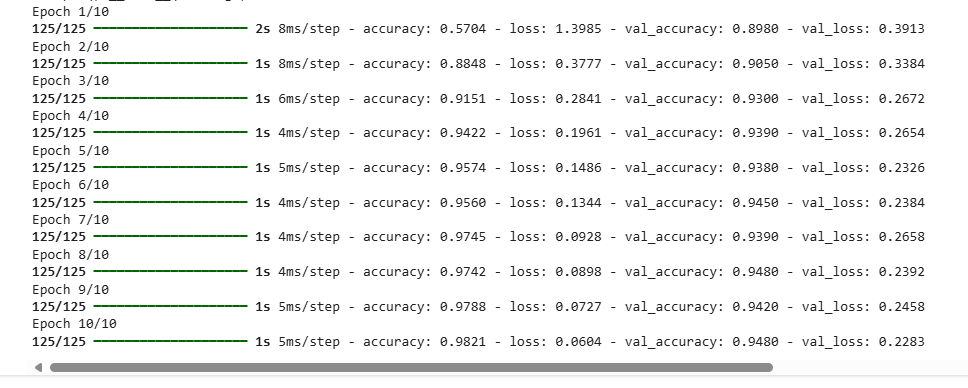 Epoch 1/10
125/125 ━━━━━━━━━━━━━━━━━━━━ 2s 8ms/step - accuracy: 0.5704 - loss: 1.3985 - val_accuracy: 0.8980 - val_loss: 0.3913
Epoch 2/10
125/125 ━━━━━━━━━━━━━━━━━━━━ 1s 8ms/step - accuracy: 0.8848 - loss: 0.3777 - val_accuracy: 0.9050 - val_loss: 0.3384
Epoch 3/10
125/125 ━━━━━━━━━━━━━━━━━━━━ 1s 6ms/step - accuracy: 0.9151 - loss: 0.2841 - val_accuracy: 0.9300 - val_loss: 0.2672
Epoch 4/10
125/125 ━━━━━━━━━━━━━━━━━━━━ 1s 4ms/step - accuracy: 0.9422 - loss: 0.1961 - val_accuracy: 0.9390 - val_loss: 0.2654
Epoch 5/10
125/125 ━━━━━━━━━━━━━━━━━━━━ 1s 5ms/step - accuracy: 0.9574 - loss: 0.1486 - val_accuracy: 0.9380 - val_loss: 0.2326
Epoch 6/10
125/125 ━━━━━━━━━━━━━━━━━━━━ 1s 4ms/step - accuracy: 0.9560 - loss: 0.1344 - val_accuracy: 0.9450 - val_loss: 0.2384
Epoch 7/10
125/125 ━━━━━━━━━━━━━━━━━━━━ 1s 4ms/step - accuracy: 0.9745 - loss: 0.0928 - val_accuracy: 0.9390 - val_loss: 0.2658
Epoch 8/10
125/125 ━━━━━━━━━━━━━━━━━━━━ 1s 4ms/step - accuracy: 0.9742 - loss: 0.0898 - val_accuracy: 0.9480 - val_loss: 0.2392
Epoch 9/10
125/125 ━━━━━━━━━━━━━━━━━━━━ 1s 5ms/step - accuracy: 0.9788 - loss: 0.0727 - val_accuracy: 0.9420 - val_loss: 0.2458
Epoch 10/10
125/125 ━━━━━━━━━━━━━━━━━━━━ 1s 5ms/step - accuracy: 0.9821 - loss: 0.0604 - val_accuracy: 0.9480 - val_loss: 0.2283